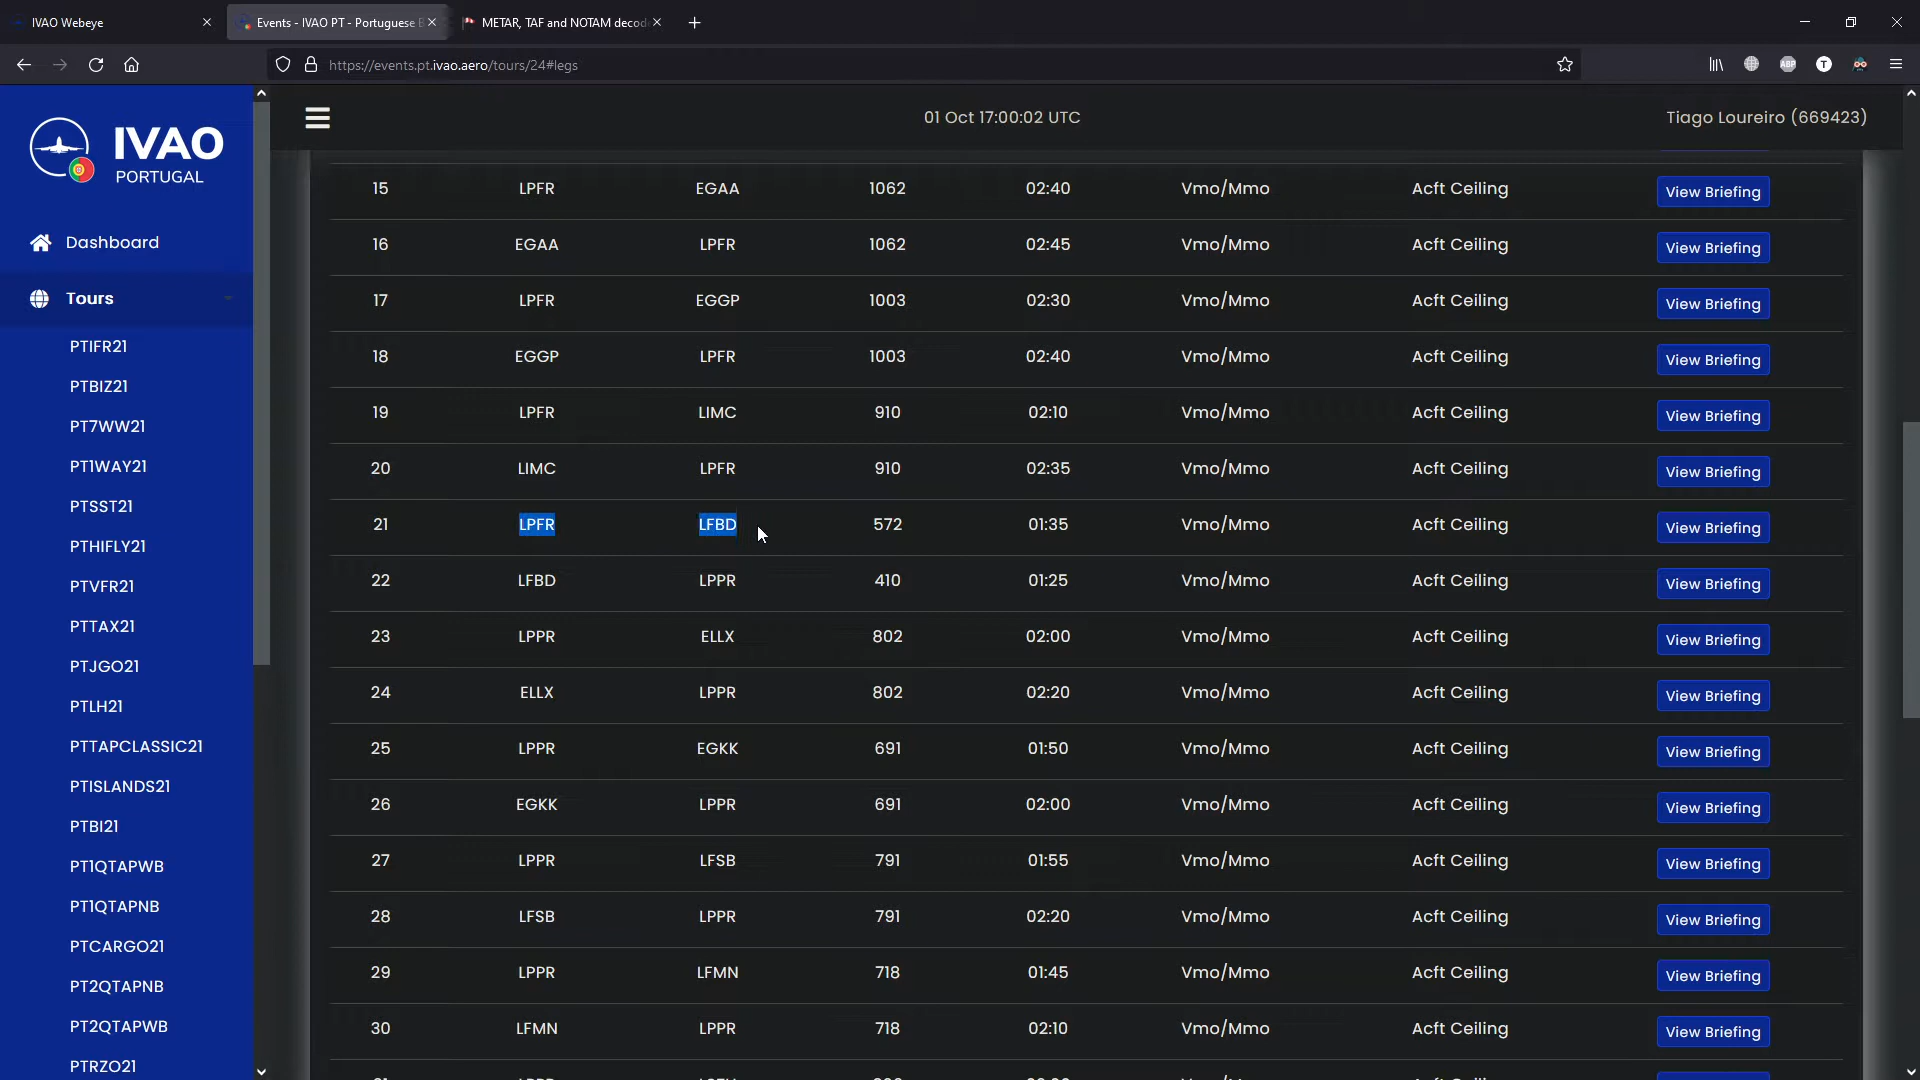 IVAO Webeye
Events - IVAO PT - Portuguese
METAR, TAF and NOTAM decod
https://events.pt.ivao.aero/tours/24#legs
ABP
T
IVAO
PORTUGAL
01 Oct 17:00:02 UTC
Tiago Loureiro (669423)
Dashboard
Tours
PTIFR21
PTBIZ21
PT7WW21
PT1WAY21
PTSST21
PTHIFLY21
PTVFR21
PTTAX21
PTJGO21
PTLH21
PTTAPCLASSIC21
PTISLANDS21
PTBI21
PT1QTAPWB
PT1QTAPNB
PTCARGO21
PT2QTAPNB
PT2QTAPWB
PTRZO21
15 LPFR EGAA 1062 02:40 Vmo/Mmo Acft Ceiling View Briefing
16 EGAA LPFR 1062 02:45 Vmo/Mmo Acft Ceiling View Briefing
17 LPFR EGGP 1003 02:30 Vmo/Mmo Acft Ceiling View Briefing
18 EGGP LPFR 1003 02:40 Vmo/Mmo Acft Ceiling View Briefing
19 LPFR LIMC 910 02:10 Vmo/Mmo Acft Ceiling View Briefing
20 LIMC LPFR 910 02:35 Vmo/Mmo Acft Ceiling View Briefing
21 LPFR LFBD 572 01:35 Vmo/Mmo Acft Ceiling View Briefing
22 LFBD LPPR 410 01:25 Vmo/Mmo Acft Ceiling View Briefing
23 LPPR ELLX 802 02:00 Vmo/Mmo Acft Ceiling View Briefing
24 ELLX LPPR 802 02:20 Vmo/Mmo Acft Ceiling View Briefing
25 LPPR EGKK 691 01:50 Vmo/Mmo Acft Ceiling View Briefing
26 EGKK LPPR 691 02:00 Vmo/Mmo Acft Ceiling View Briefing
27 LPPR LFSB 791 01:55 Vmo/Mmo Acft Ceiling View Briefing
28 LFSB LPPR 791 02:20 Vmo/Mmo Acft Ceiling View Briefing
29 LPPR LFMN 718 01:45 Vmo/Mmo Acft Ceiling View Briefing
30 LFMN LPPR 718 02:10 Vmo/Mmo Acft Ceiling View Briefing